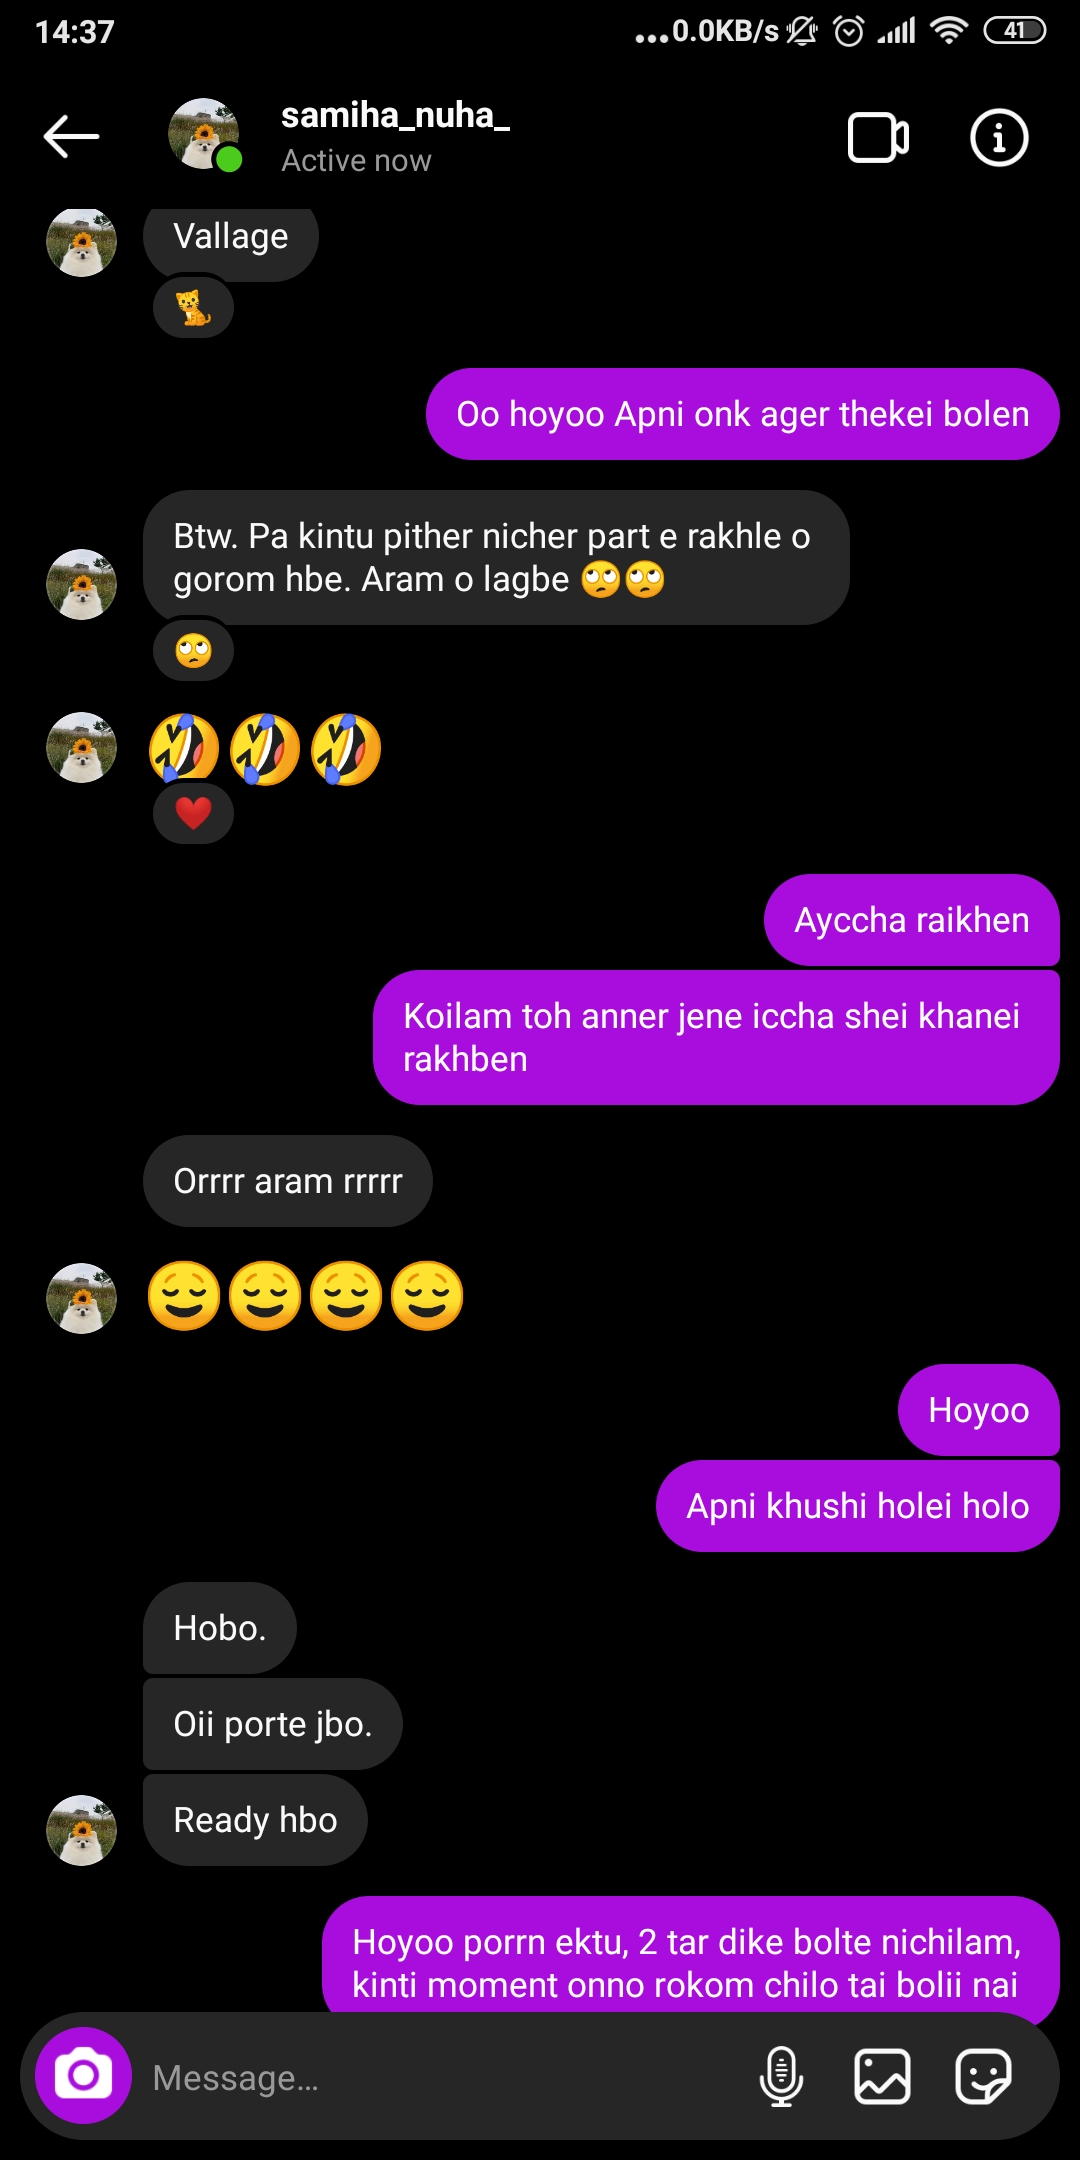 14:37
...0.0KB/s
41
samiha_nuha_
Active now
Vallage
Oo hoyoo Apni onk ager thekei bolen
Btw. Pa kintu pither nicher part e rakhle o
gorom hbe. Aram o lagbe 🙄🙄
🙄
🤣🤣🤣
❤️
Ayccha raikhen
Koilam toh anner jene iccha shei khanei
rakhben
Orrrr aram rrrrr
😌😌😌😌
Hoyoo
Apni khushi holei holo
Hobo.
Oii porte jbo.
Ready hbo
Hoyoo porrn ektu, 2 tar dike bolte nichilam,
kinti moment onno rokom chilo tai bolii nai
Message...